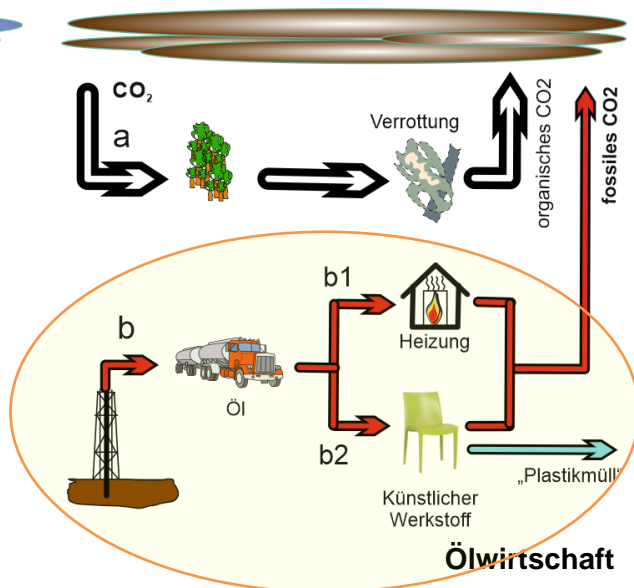 CO₂
a
Verrottung
organisches CO2
fossiles CO2
b
Öl
b1
Heizung
b2
Künstlicher
Werkstoff
„Plastikmüll“
Ölwirtschaft